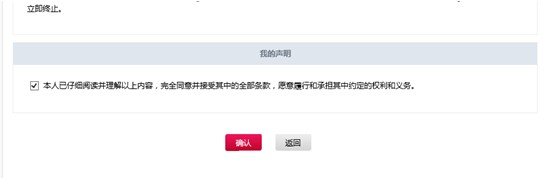 立即终止。
我的声明
本人已仔细阅读并理解以上内容，完全同意并接受其中的全部条款，愿意履行和承担其中约定的权利和义务。
确认
返回